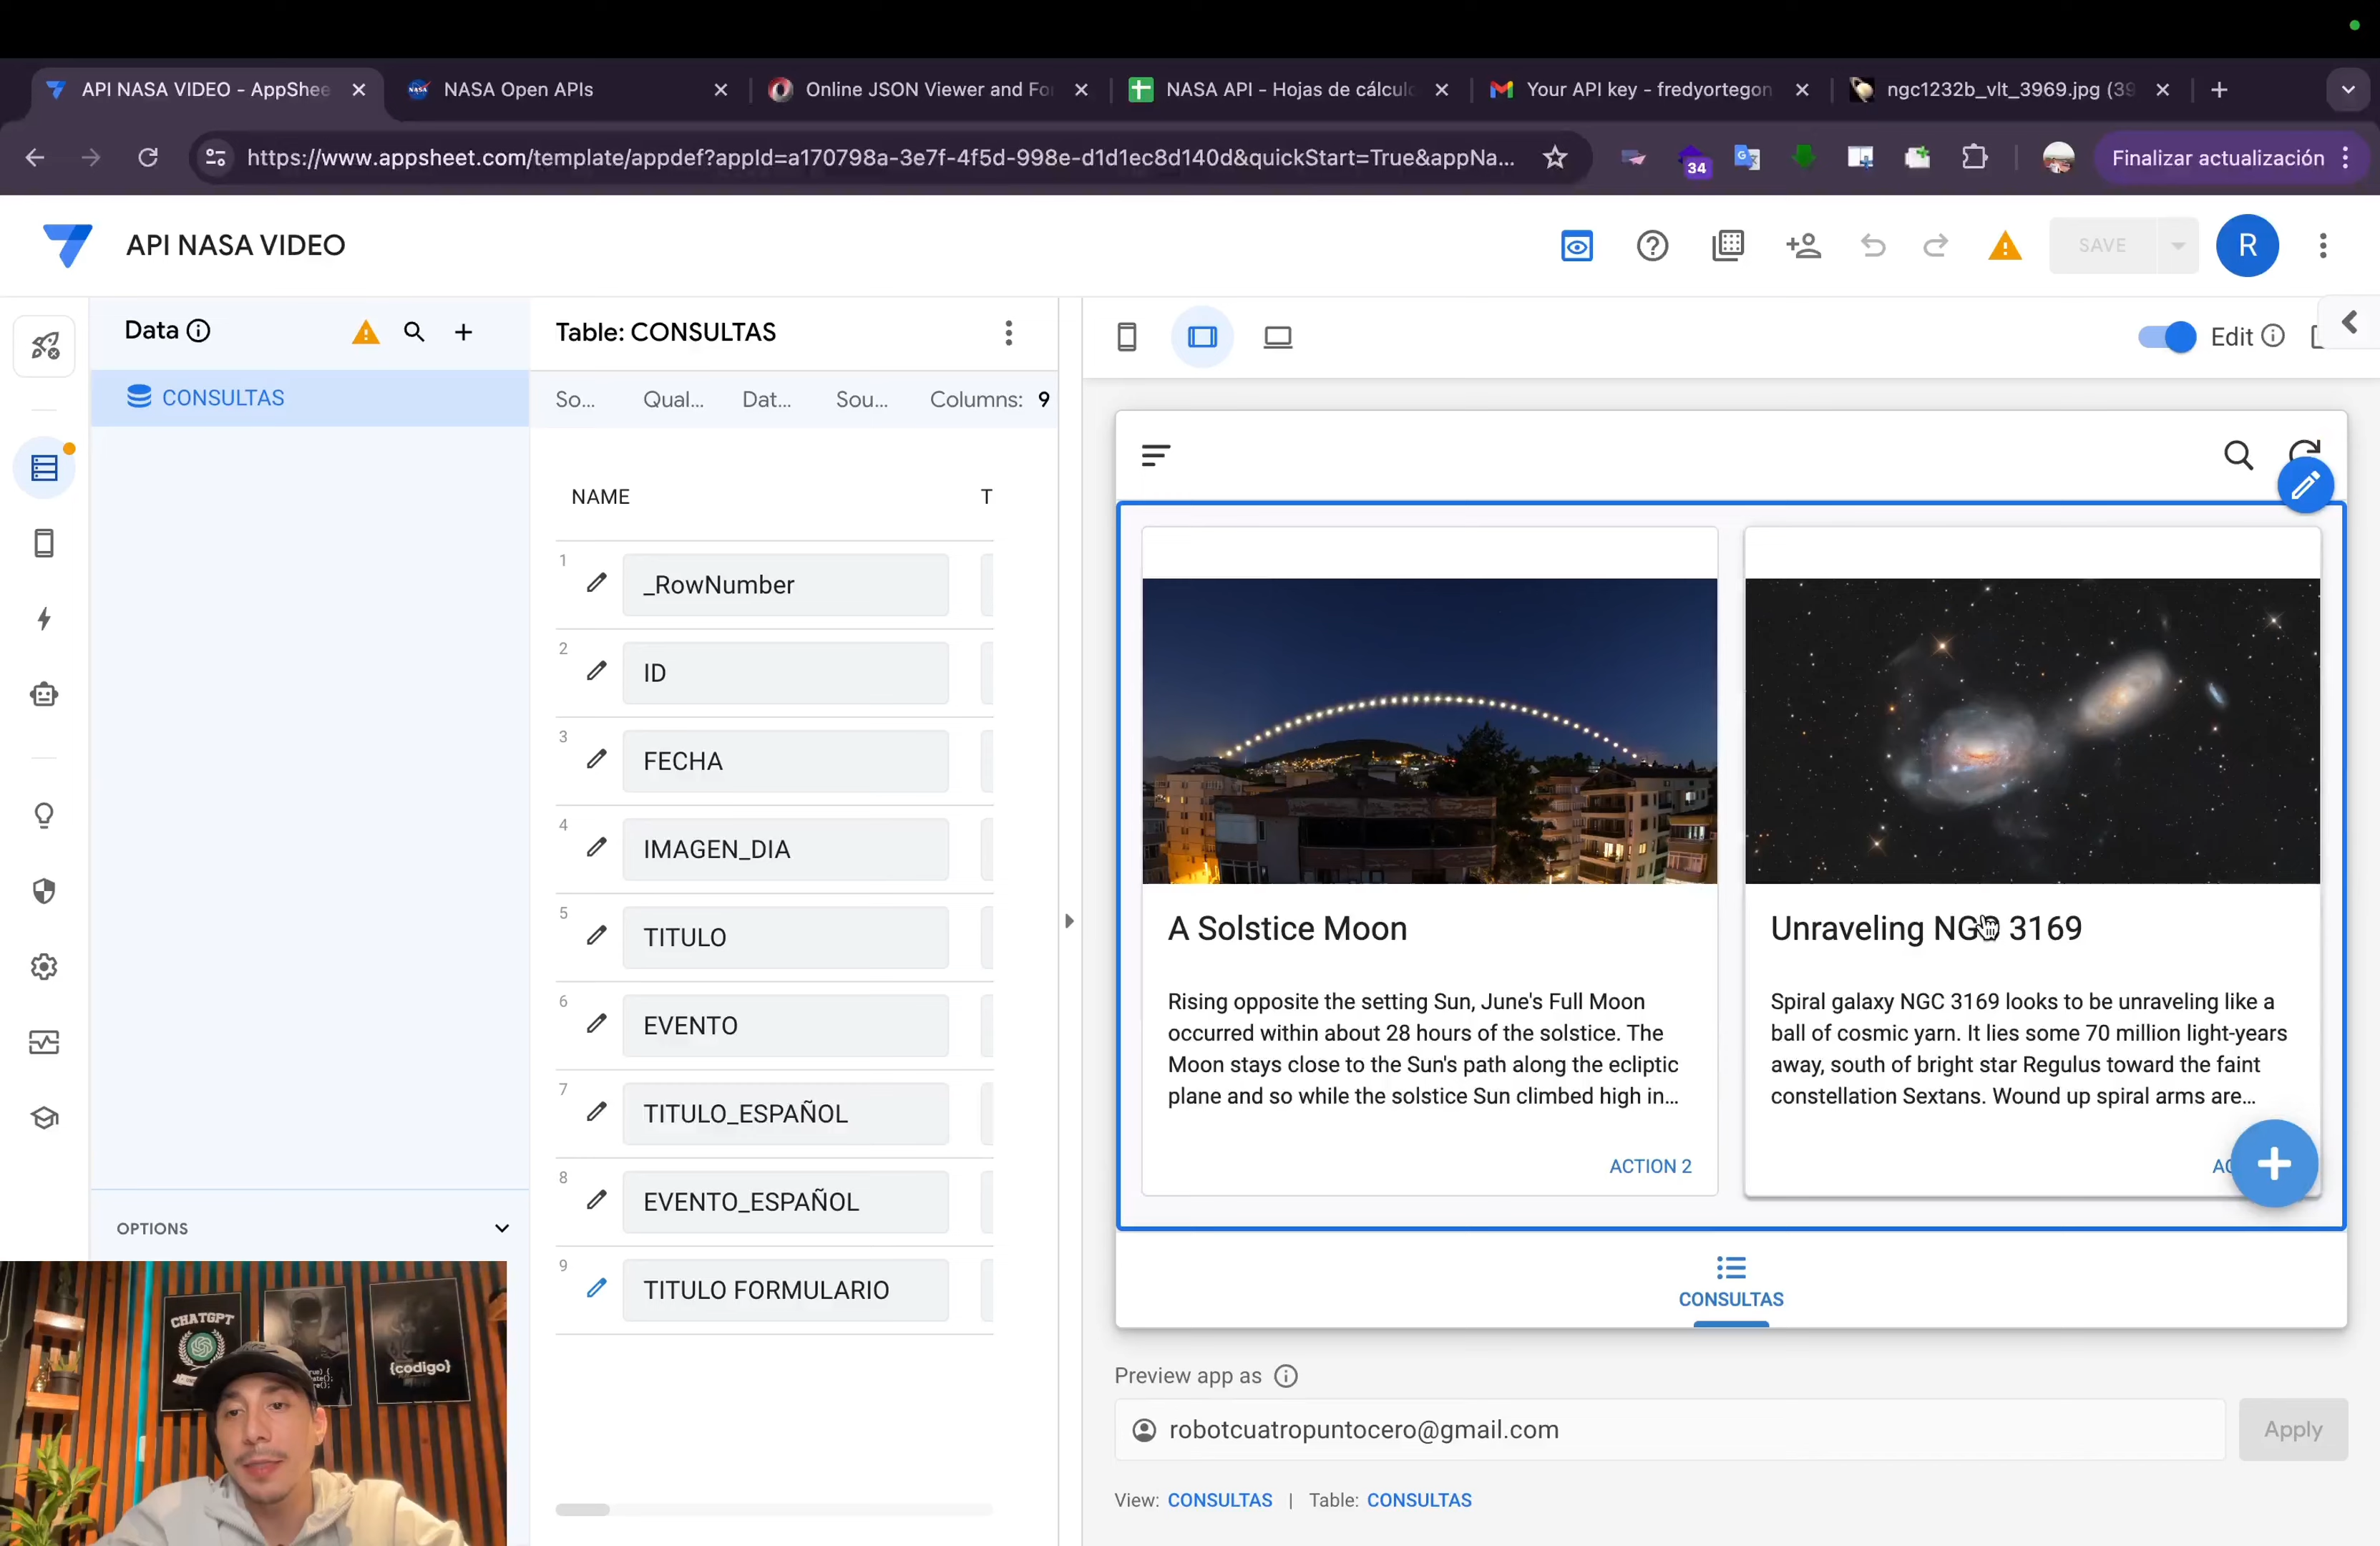 API NASA VIDEO - AppShee
NASA Open APIs
Online JSON Viewer and For
NASA API - Hojas de cálcul
Your API key - fredyortegon
ngc1232b_vlt_3969.jpg (39
https://www.appsheet.com/template/appdef?appId=a170798a-3e7f-4f5d-998e-d1d1ec8d140d&quickStart=True&appNa...
34
Finalizar actualización
API NASA VIDEO
SAVE
R
Data
Table: CONSULTAS
Edit
CONSULTAS
So...
Qual...
Dat...
Sou...
Columns: 9
NAME
T
1
_RowNumber
2
ID
3
FECHA
4
IMAGEN_DIA
5
TITULO
6
EVENTO
7
TITULO_ESPAÑOL
8
EVENTO_ESPAÑOL
9
TITULO FORMULARIO
OPTIONS
CHATGPT
{codigo}
A Solstice Moon
Rising opposite the setting Sun, June's Full Moon
occurred within about 28 hours of the solstice. The
Moon stays close to the Sun's path along the ecliptic
plane and so while the solstice Sun climbed high in...
ACTION 2
Unraveling NGC 3169
Spiral galaxy NGC 3169 looks to be unraveling like a
ball of cosmic yarn. It lies some 70 million light-years
away, south of bright star Regulus toward the faint
constellation Sextans. Wound up spiral arms are...
CONSULTAS
Preview app as
robotcuatropuntocero@gmail.com
Apply
View: CONSULTAS | Table: CONSULTAS